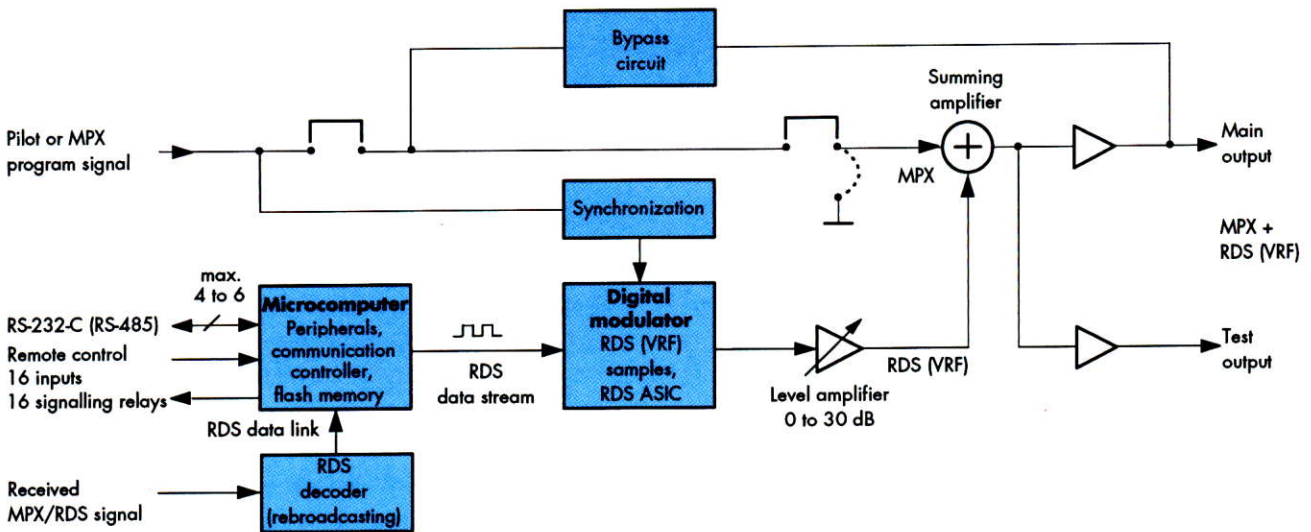 Bypass
circuit
Summing
amplifier
Pilot or MPX
program signal
MPX
Main
output
Synchronization
MPX +
RDS (VRF)
max.
4 to 6
RS-232-C (RS-485)
Remote control
16 inputs
16 signalling relays
Microcomputer
Peripherals,
communication
controller,
flash memory
RDS
data stream
Digital
modulator
RDS (VRF)
samples,
RDS ASIC
RDS (VRF)
Level amplifier
0 to 30 dB
Test
output
RDS data link
Received
MPX/RDS signal
RDS
decoder
(rebroadcasting)